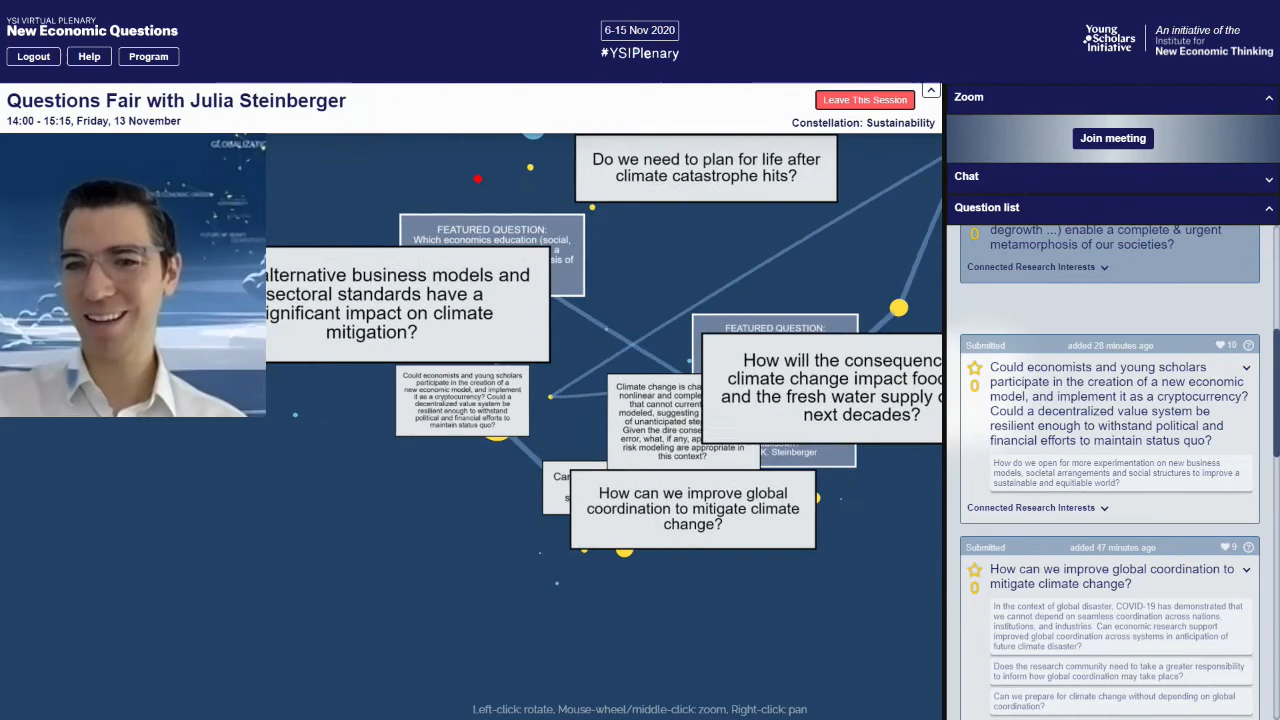 YSI VIRTUAL PLENARY
New Economic Questions
Logout
Help
Program
6-15 Nov 2020
#YSIPlenary
Young
Scholars
Initiative
An initiative of the
Institute for
New Economic Thinking
Questions Fair with Julia Steinberger
14:00 - 15:15, Friday, 13 November
Leave This Session
Constellation: Sustainability
GLOBALIZATION
Do we need to plan for life after
climate catastrophe hits?
FEATURED QUESTION:
Which economics education (social,
a
is of
lternative business models and
sectoral standards have a
ignificant impact on climate
mitigation?
Could economists and young scholars
participate in the creation of a
new economic model, and implement
it as a cryptocurrency? Could a
decentralized value system be
resilient enough to withstand
political and financial efforts to
maintain status quo?
FEATURED QUESTION:
How will the consequenc
climate change impact food
and the fresh water supply o
next decades?
K. Steinberger
Climate change is cha
nonlinear and comple
that cannot current
modeled, suggesting
of unanticipated ste
Given the dire conse
error, what, if any, ap
risk modeling are appropriate in
this context?
Car
s
How can we improve global
coordination to mitigate climate
change?
Left-click: rotate, Mouse-wheel/middle-click: zoom, Right-click: pan
Zoom
Join meeting
Chat
Question list
0
degrowth ...) enable a complete & urgent
metamorphosis of our societies?
Connected Research Interests
Submitted
added 28 minutes ago
10
0
Could economists and young scholars
participate in the creation of a new economic
model, and implement it as a cryptocurrency?
Could a decentralized value system be
resilient enough to withstand political and
financial efforts to maintain status quo?
How do we open for more experimentation on new business
models, societal arrangements and social structures to improve a
sustainable and equitiable world?
Connected Research Interests
Submitted
added 47 minutes ago
9
0
How can we improve global coordination to
mitigate climate change?
In the context of global disaster, COVID-19 has demonstrated that
we cannot depend on seamless coordination across nations,
institutions, and industries. Can economic research support
improved global coordination across systems in anticipation of
future climate disaster?
Does the research community need to take a greater responsibility
to inform how global coordination may take place?
Can we prepare for climate change without depending on global
coordination?